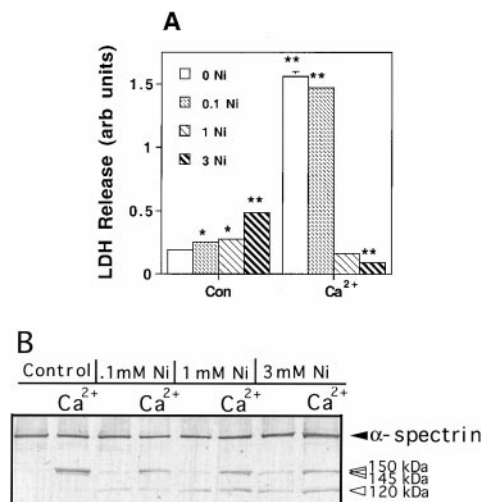 A
LDH Release (arb units)
1.5
1
0.5
0
0 Ni
0.1 Ni
1 Ni
3 Ni
*
*
**
**
**
**
Con
Ca2+
B
Control .1mM Ni 1 mM Ni 3 mM Ni
Ca2+ Ca2+ Ca2+ Ca2+
α-spectrin
150 kDa
145 kDa
120 kDa